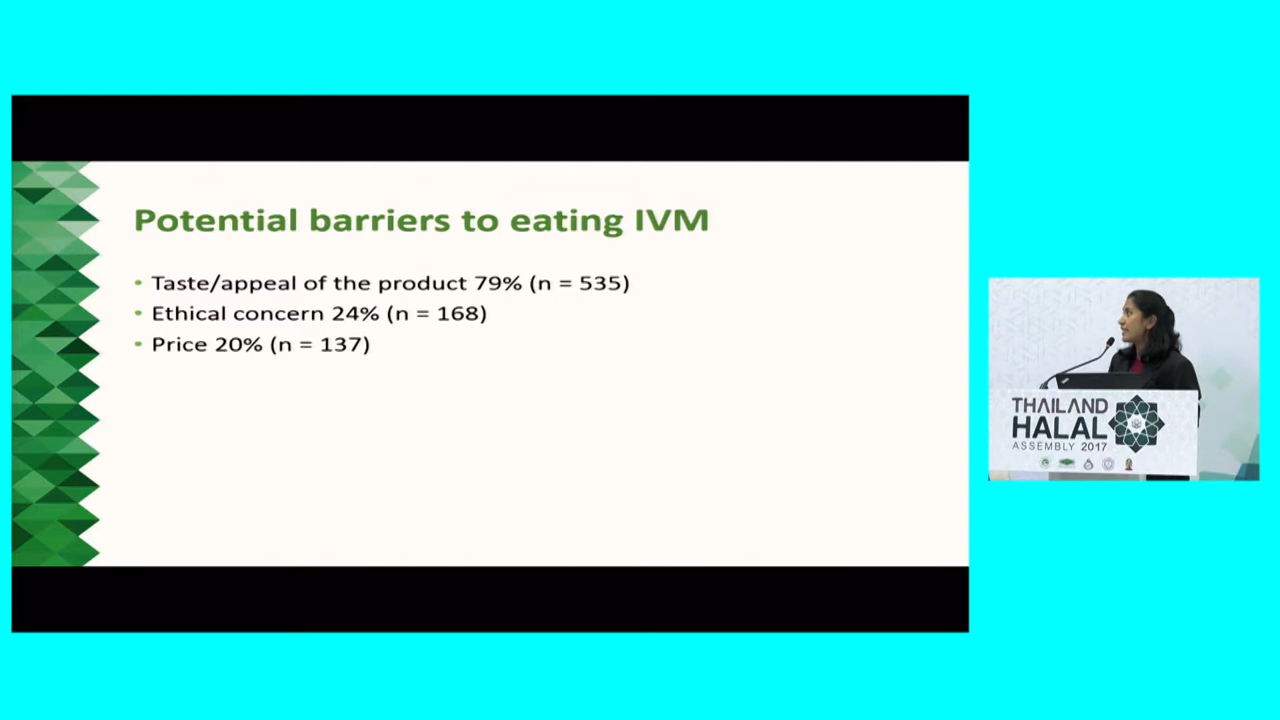 Potential barriers to eating IVM
• Taste/appeal of the product 79% (n = 535)
• Ethical concern 24% (n = 168)
• Price 20% (n = 137)
THAILAND
HALAL
ASSEMBLY 2017